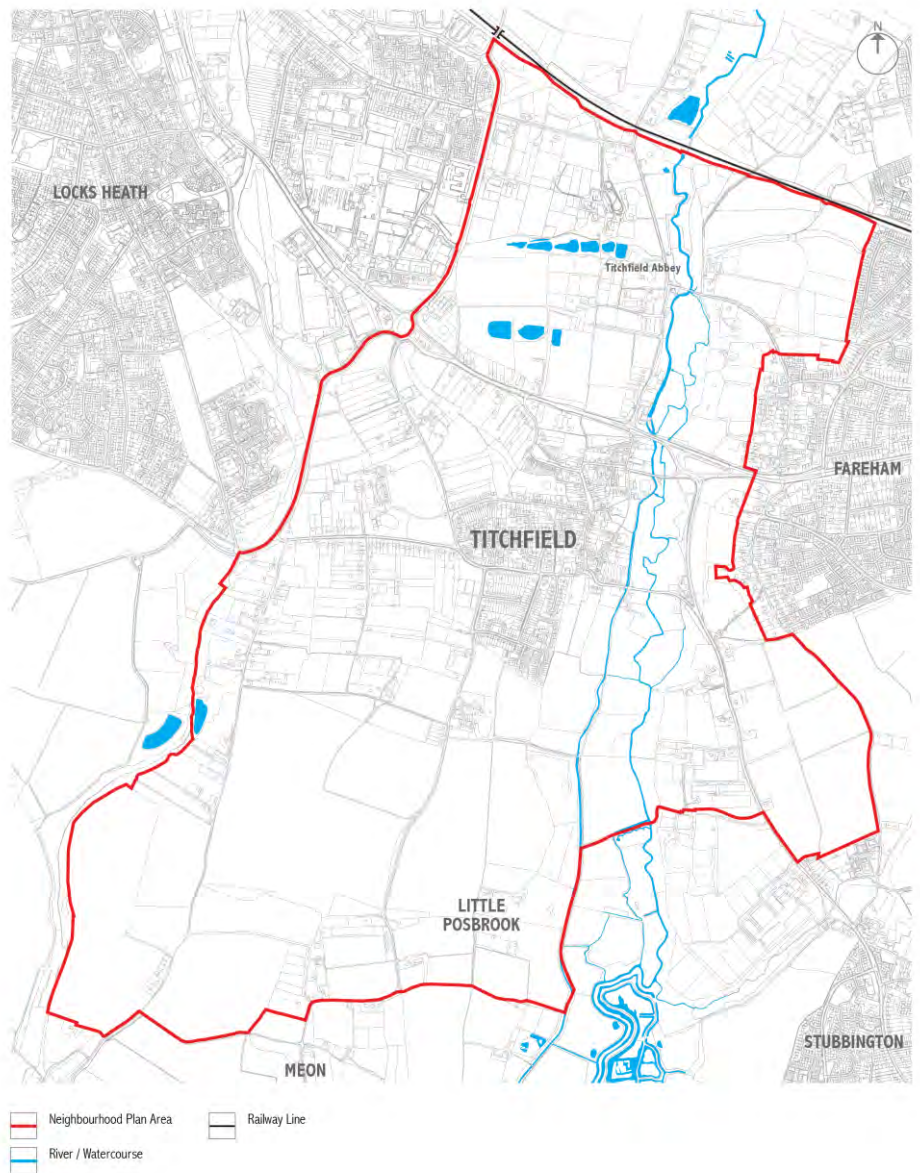 N
LOCKS HEATH
Titchfield Abbey
FAREHAM
TITCHFIELD
LITTLE
POSBROOK
STUBBINGTON
MEON
Neighbourhood Plan Area
Railway Line
River / Watercourse